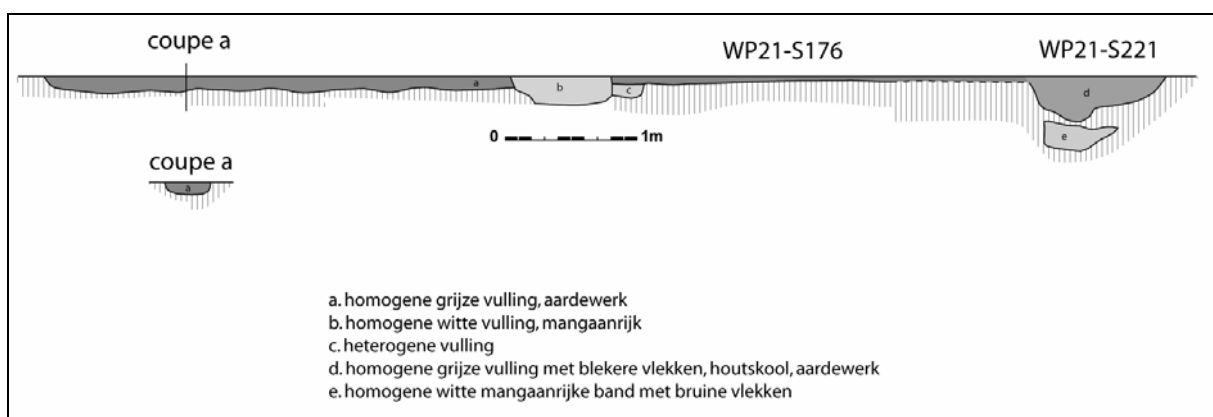 coupe a
WP21-S176
WP21-S221
a
b
c
d
e
0
1m
coupe a
a
a. homogene grijze vulling, aardewerk
b. homogene witte vulling, mangaanrijk
c. heterogene vulling
d. homogene grijze vulling met blekere vlekken, houtskool, aardewerk
e. homogene witte mangaanrijke band met bruine vlekken